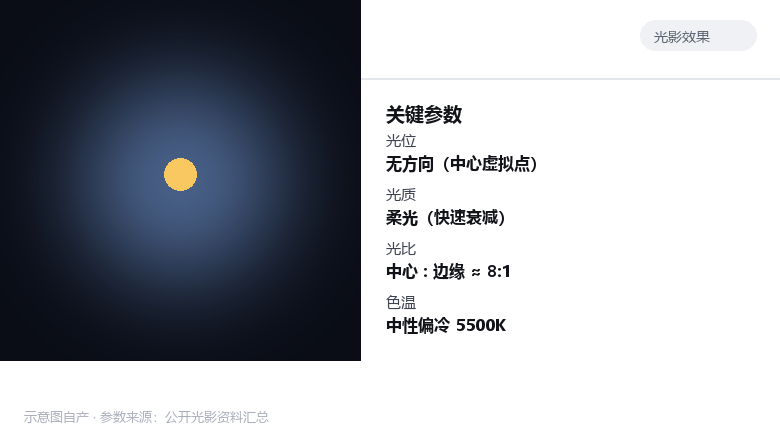 光影效果
关键参数
光位
无方向（中心虚拟点）
光质
柔光（快速衰减）
光比
中心 : 边缘 ≈ 8:1
色温
中性偏冷 5500K
示意图自产 · 参数来源：公开光影资料汇总